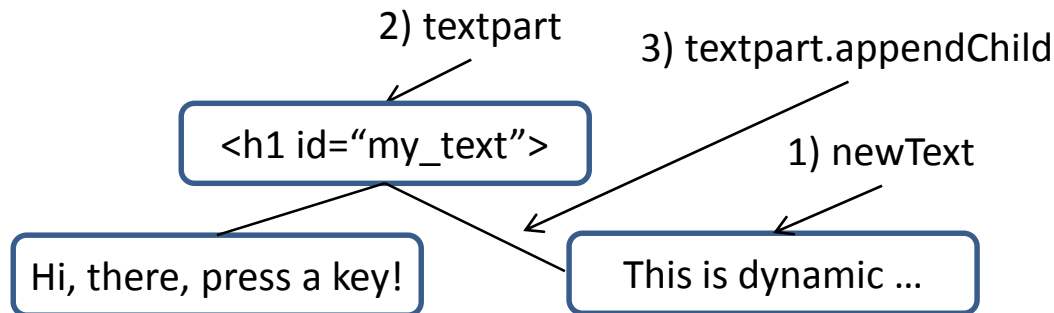 2) textpart
3) textpart.appendChild
<h1 id=“my_text”>
1) newText
Hi, there, press a key!
This is dynamic …